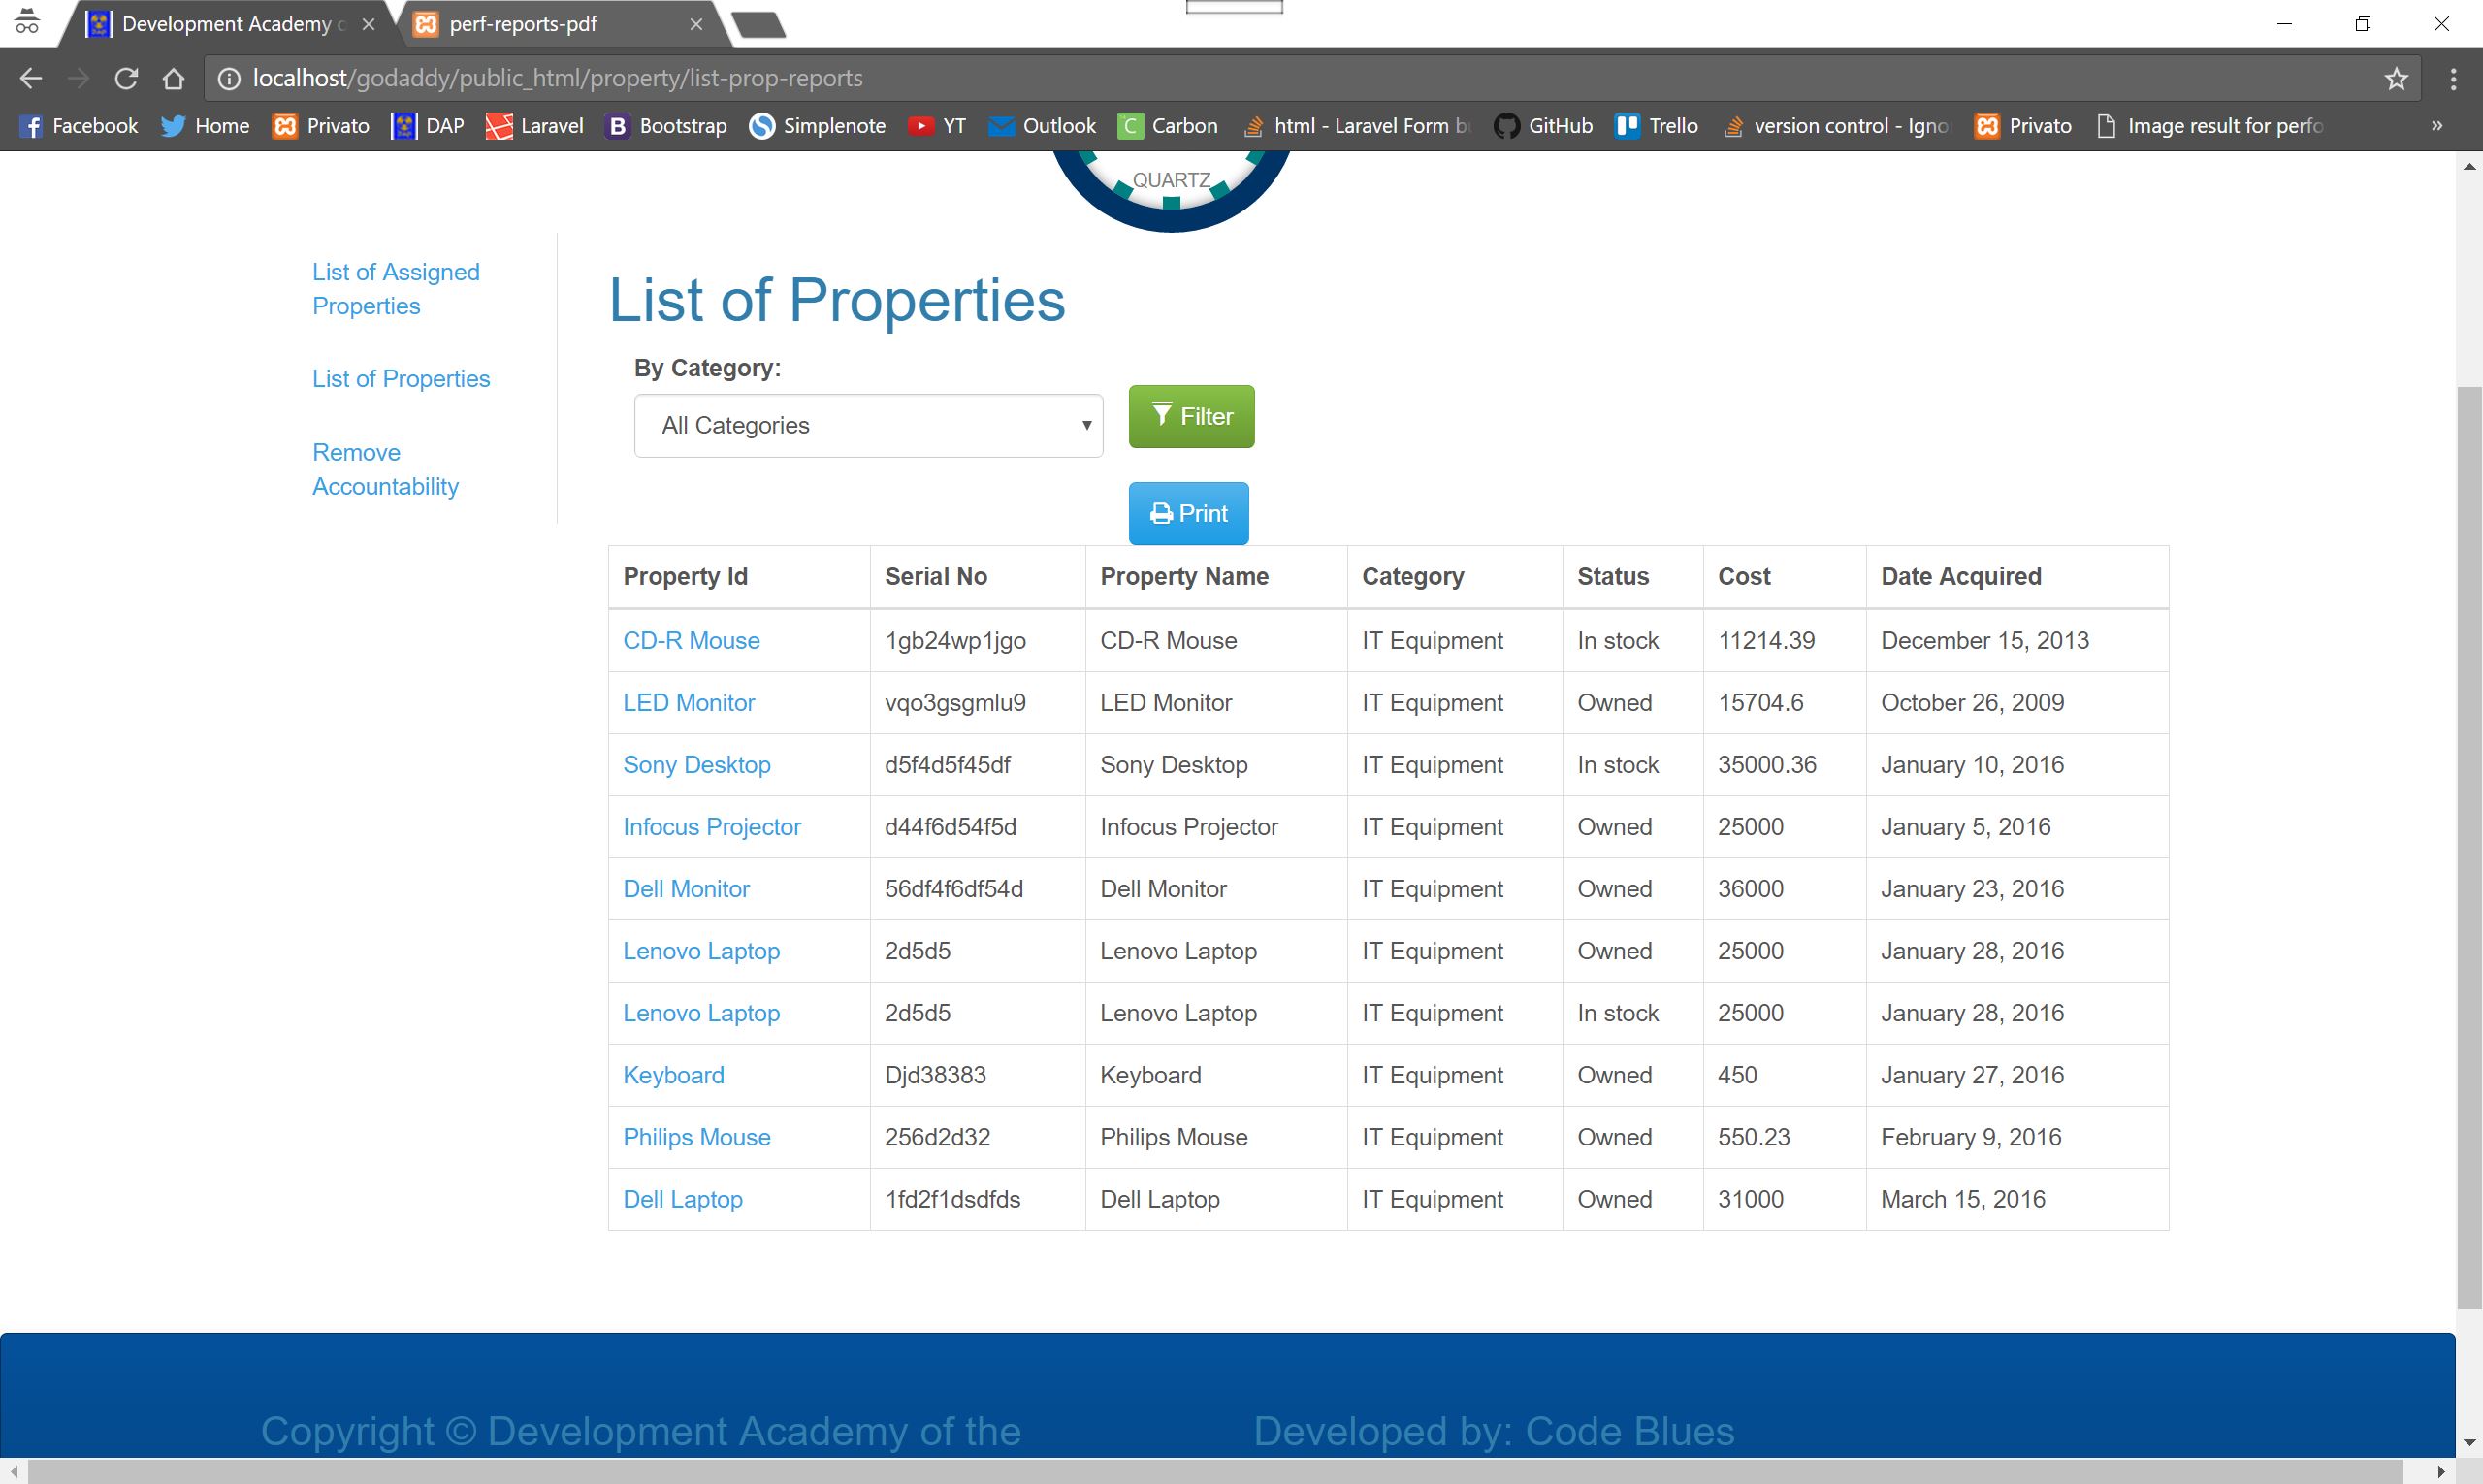 Development Academy
perf-reports-pdf
localhost/godaddy/public_html/property/list-prop-reports
Facebook Home Privato DAP Laravel Bootstrap Simplenote YT Outlook Carbon html - Laravel Form GitHub Trello version control - Privato Image result for
QUARTZ
List of Assigned
Properties
List of Properties
Remove
Accountability
List of Properties
By Category:
All Categories
Filter
Print
Property Id Serial No Property Name Category Status Cost Date Acquired
CD-R Mouse 1gb24wp1jgo CD-R Mouse IT Equipment In stock 11214.39 December 15, 2013
LED Monitor vqo3gsgmlu9 LED Monitor IT Equipment Owned 15704.6 October 26, 2009
Sony Desktop d5f4d5f45df Sony Desktop IT Equipment In stock 35000.36 January 10, 2016
Infocus Projector d44f6d54f5d Infocus Projector IT Equipment Owned 25000 January 5, 2016
Dell Monitor 56df4f6df54d Dell Monitor IT Equipment Owned 36000 January 23, 2016
Lenovo Laptop 2d5d5 Lenovo Laptop IT Equipment Owned 25000 January 28, 2016
Lenovo Laptop 2d5d5 Lenovo Laptop IT Equipment In stock 25000 January 28, 2016
Keyboard Djd38383 Keyboard IT Equipment Owned 450 January 27, 2016
Philips Mouse 256d2d32 Philips Mouse IT Equipment Owned 550.23 February 9, 2016
Dell Laptop 1fd2f1dsdfds Dell Laptop IT Equipment Owned 31000 March 15, 2016
Copyright © Development Academy of the
Developed by: Code Blues